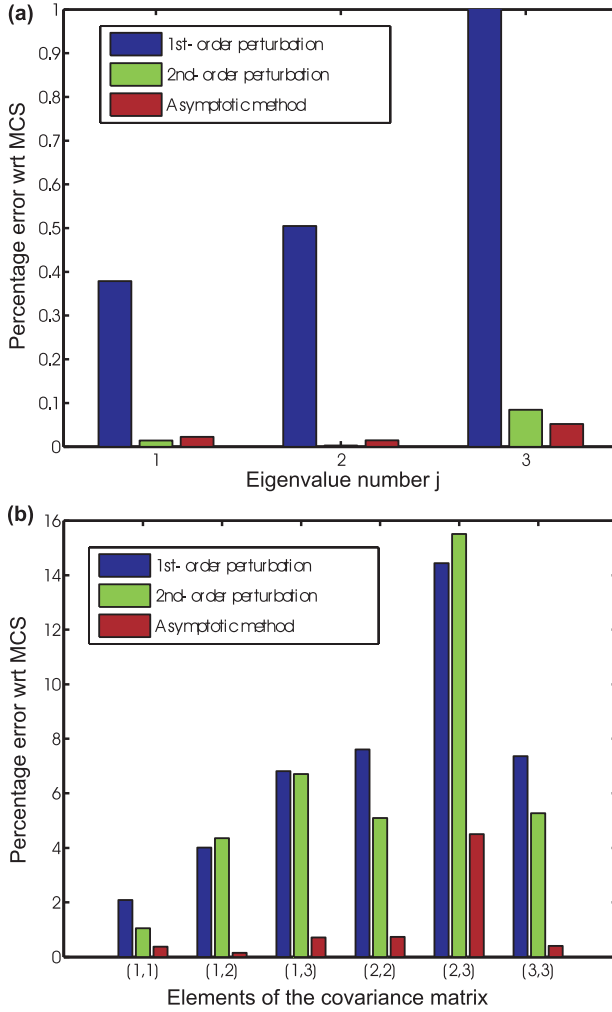 (a)
1
0.9
0.8
0.7
0.6
0.5
0.4
0.3
0.2
0.1
0
Percentage error wrt MCS
1st- order perturbation
2nd- order perturbation
Asymptotic method
1 2 3
Eigenvalue number j
(b)
16
14
12
10
8
6
4
2
0
Percentage error wrt MCS
1st- order perturbation
2nd- order perturbation
Asymptotic method
(1,1) (1,2) (1,3) (2,2) (2,3) (3,3)
Elements of the covariance matrix